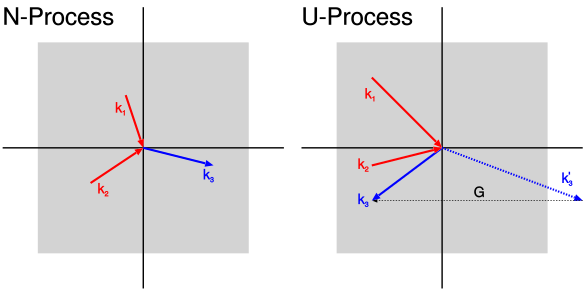 N-Process
U-Process
k₁
k₂
k₃
k₁
k₂
k₃
G
k'₃